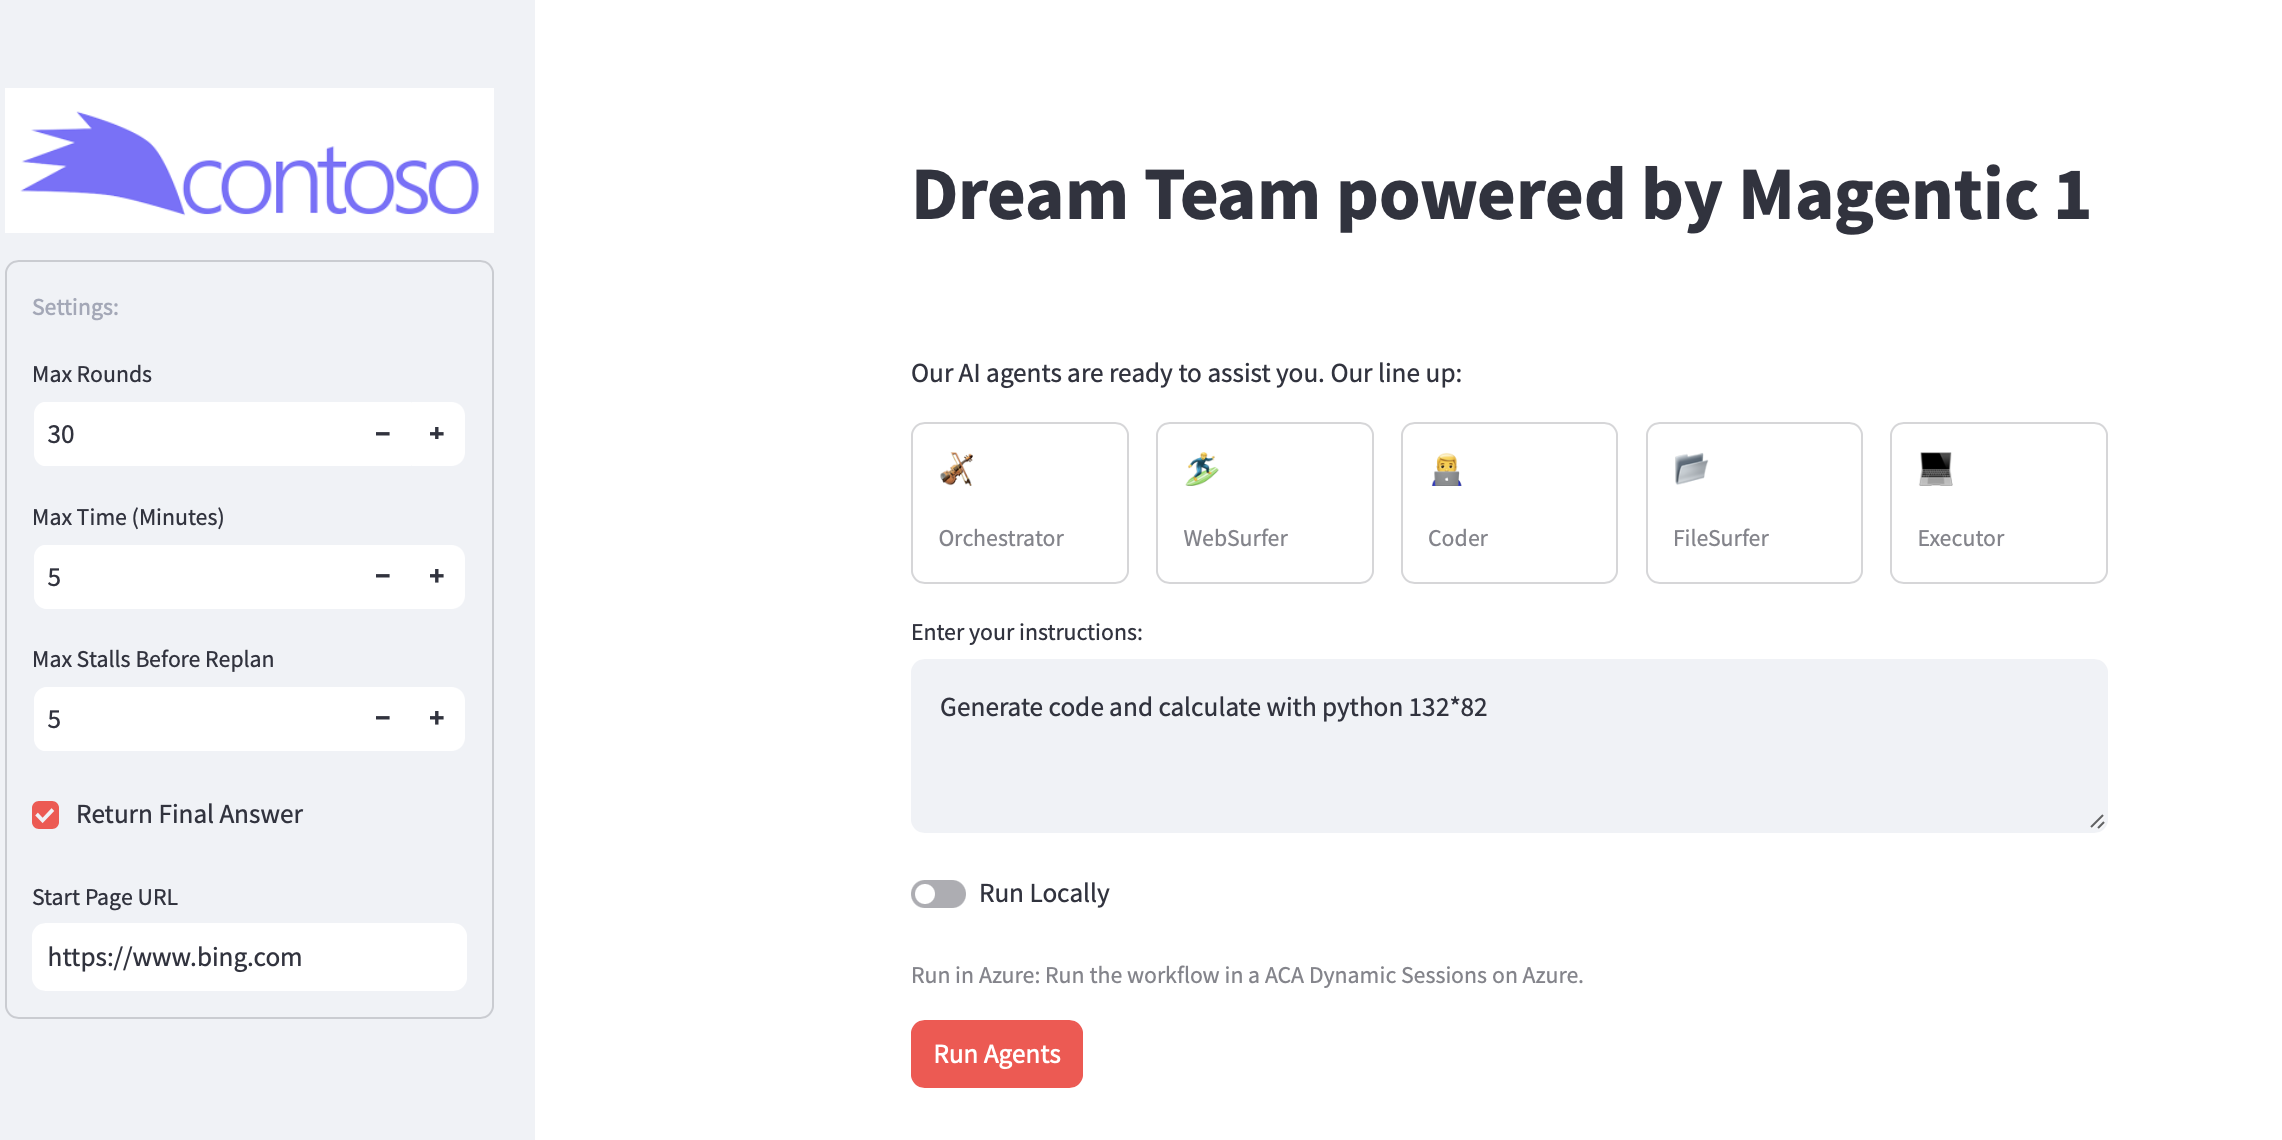 contoso
Settings:
Max Rounds
30
Max Time (Minutes)
5
Max Stalls Before Replan
5
Return Final Answer
Start Page URL
https://www.bing.com
Dream Team powered by Magentic 1
Our AI agents are ready to assist you. Our line up:
Orchestrator
WebSurfer
Coder
FileSurfer
Executor
Enter your instructions:
Generate code and calculate with python 132*82
Run Locally
Run in Azure: Run the workflow in a ACA Dynamic Sessions on Azure.
Run Agents